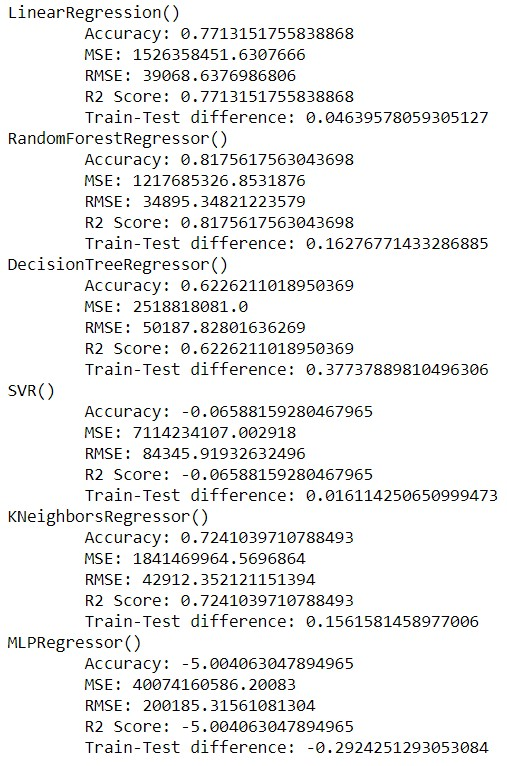 LinearRegression()
Accuracy: 0.7713151755838868
MSE: 1526358451.6307666
RMSE: 39068.6376986806
R2 Score: 0.7713151755838868
Train-Test difference: 0.04639578059305127
RandomForestRegressor()
Accuracy: 0.8175617563043698
MSE: 1217685326.8531876
RMSE: 34895.34821223579
R2 Score: 0.8175617563043698
Train-Test difference: 0.16276771433286885
DecisionTreeRegressor()
Accuracy: 0.6226211018950369
MSE: 2518818081.0
RMSE: 50187.82801636269
R2 Score: 0.6226211018950369
Train-Test difference: 0.37737889810496306
SVR()
Accuracy: -0.06588159280467965
MSE: 7114234107.002918
RMSE: 84345.91932632496
R2 Score: -0.06588159280467965
Train-Test difference: 0.016114250650999473
KNeighborsRegressor()
Accuracy: 0.7241039710788493
MSE: 1841469964.5696864
RMSE: 42912.352121151394
R2 Score: 0.7241039710788493
Train-Test difference: 0.1561581458977006
MLPRegressor()
Accuracy: -5.004063047894965
MSE: 40074160586.20083
RMSE: 200185.31561081304
R2 Score: -5.004063047894965
Train-Test difference: -0.2924251293053084